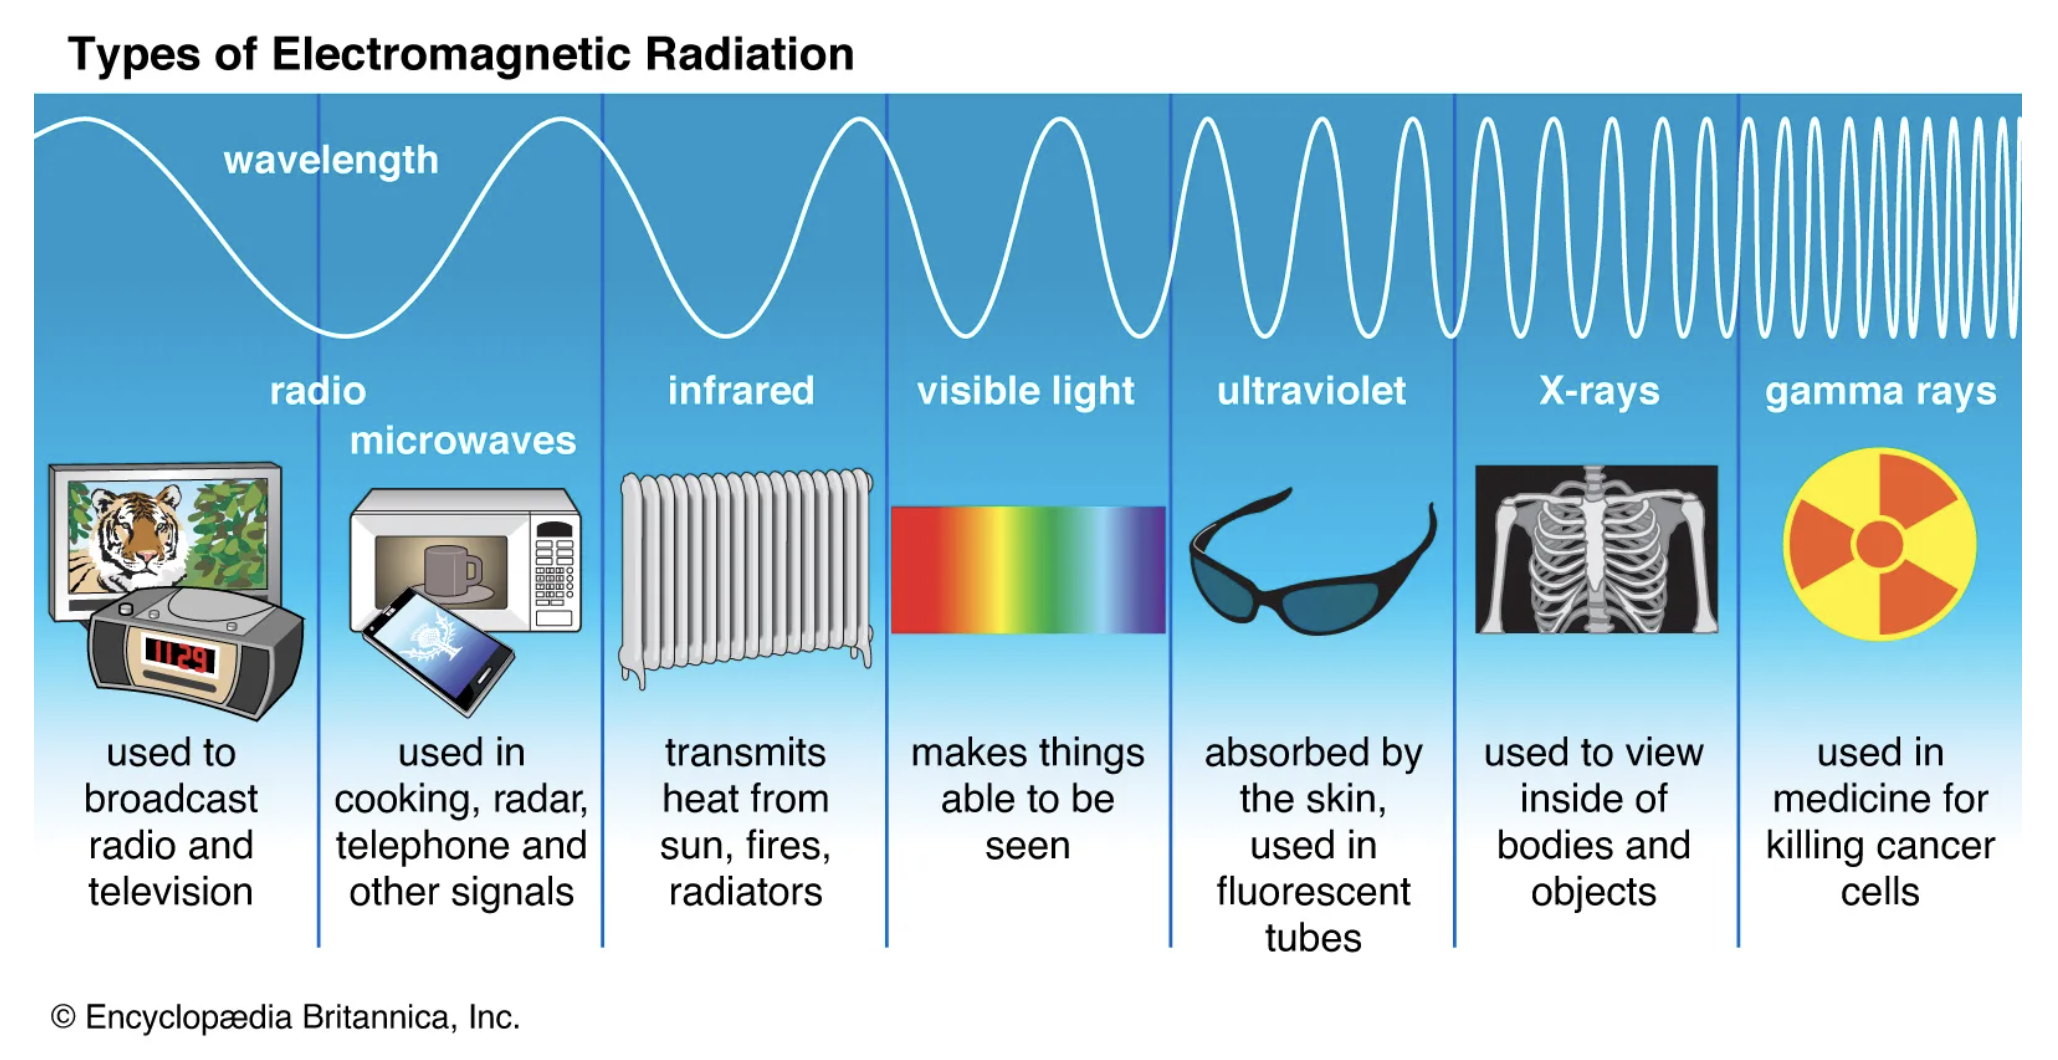 Types of Electromagnetic Radiation
wavelength
radio
microwaves
infrared
visible light
ultraviolet
X-rays
gamma rays
11 29
used to
broadcast
radio and
television
used in
cooking, radar,
telephone and
other signals
transmits
heat from
sun, fires,
radiators
makes things
able to be
seen
absorbed by
the skin,
used in
fluorescent
tubes
used to view
inside of
bodies and
objects
used in
medicine for
killing cancer
cells
© Encyclopædia Britannica, Inc.